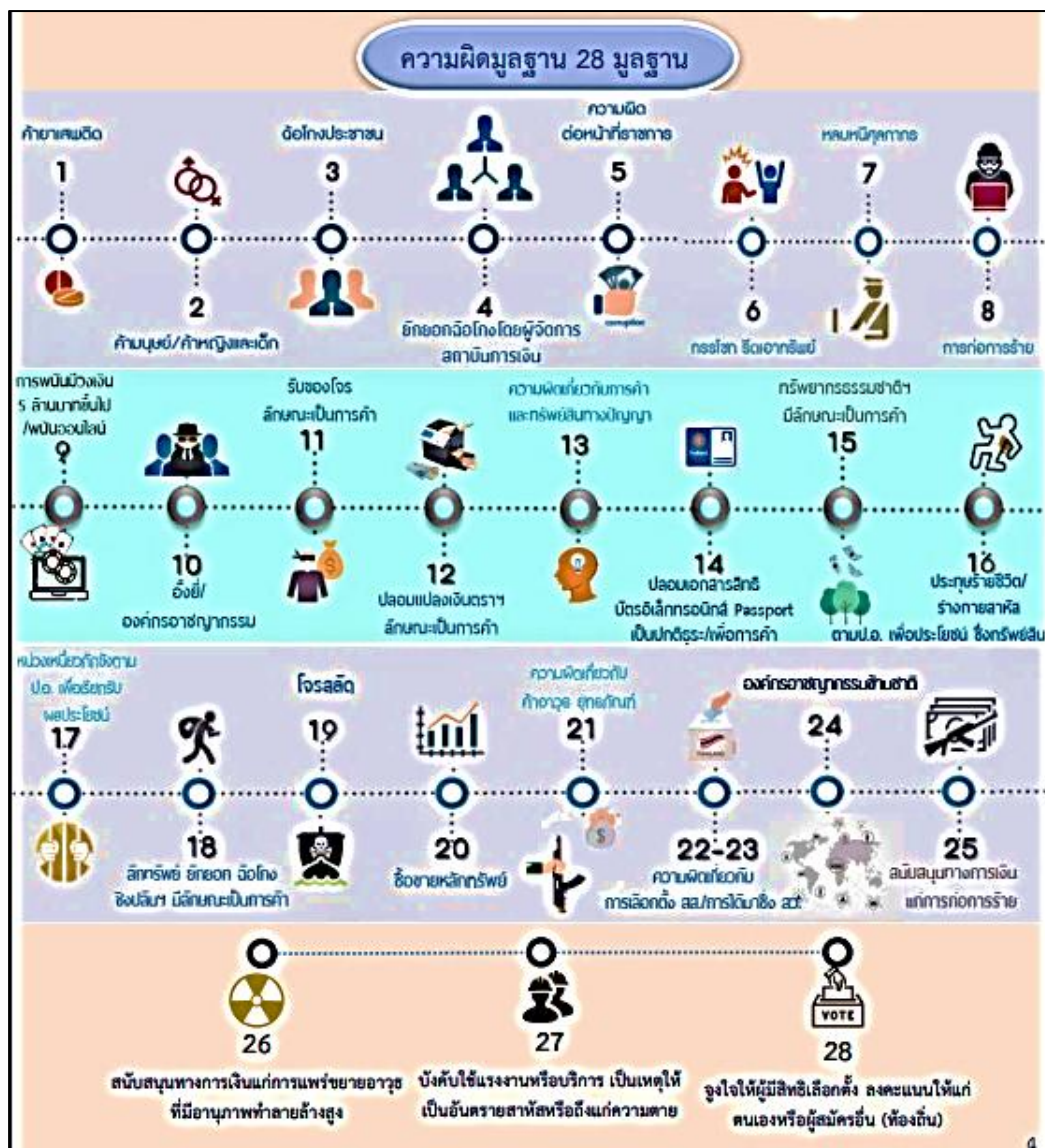 ความผิดมูลฐาน 28 มูลฐาน
ค้ายาเสพติด
1
2
ค้ามนุษย์/ค้าหญิงและเด็ก
ฉ้อโกงประชาชน
3
4
ยักยอกฉ้อโกงโดยผู้จัดการ
สถาบันการเงิน
ความผิด
ต่อหน้าที่ราชการ
5
corruption
6
กรรโชก รีดเอาทรัพย์
หลบหนีศุลกากร
7
8
การก่อการร้าย
การพนันมีวงเงิน
5 ล้านบาทขึ้นไป
/พนันออนไลน์
9
10
อั้งยี่/
องค์กรอาชญากรรม
รับของโจร
ลักษณะเป็นการค้า
11
12
ปลอมแปลงเงินตราฯ
ลักษณะเป็นการค้า
ความผิดเกี่ยวกับการค้า
และทรัพย์สินทางปัญญา
13
14
ปลอมเอกสารสิทธิ
บัตรอิเล็กทรอนิกส์ Passport
เป็นปกติธุระ/เพื่อการค้า
ทรัพยากรธรรมชาติฯ
มีลักษณะเป็นการค้า
15
16
ประทุษร้ายชีวิต/
ร่างกายสาหัส
ตามป.อ. เพื่อประโยชน์ ซึ่งทรัพย์สิน
หน่วงเหนี่ยวกักขังตาม
ป.อ. เพื่อเรียกรับ
ผลประโยชน์
17
18
ลักทรัพย์ ยักยอก ฉ้อโกง
ชิงปล้นฯ มีลักษณะเป็นการค้า
โจรสลัด
19
20
ซื้อขายหลักทรัพย์
ความผิดเกี่ยวกับ
ค้าอาวุธ ยุทธภัณฑ์
21
22-23
ความผิดเกี่ยวกับ
การเลือกตั้ง สส./การได้มาซึ่ง สว.
องค์กรอาชญากรรมข้ามชาติ
24
25
สนับสนุนทางการเงิน
แก่การก่อการร้าย
26
สนับสนุนทางการเงินแก่การแพร่ขยายอาวุธ
ที่มีอานุภาพทำลายล้างสูง
27
บังคับใช้แรงงานหรือบริการ เป็นเหตุให้
เป็นอันตรายสาหัสหรือถึงแก่ความตาย
VOTE
28
จูงใจให้ผู้มีสิทธิเลือกตั้ง ลงคะแนนให้แก่
ตนเองหรือผู้สมัครอื่น (ท้องถิ่น)